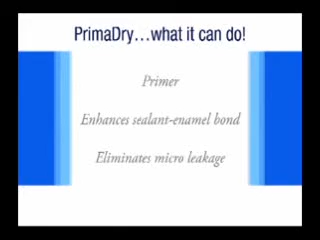 PrimaDry...what it can do!
Primer
Enhances sealant-enamel bond
Eliminates micro leakage